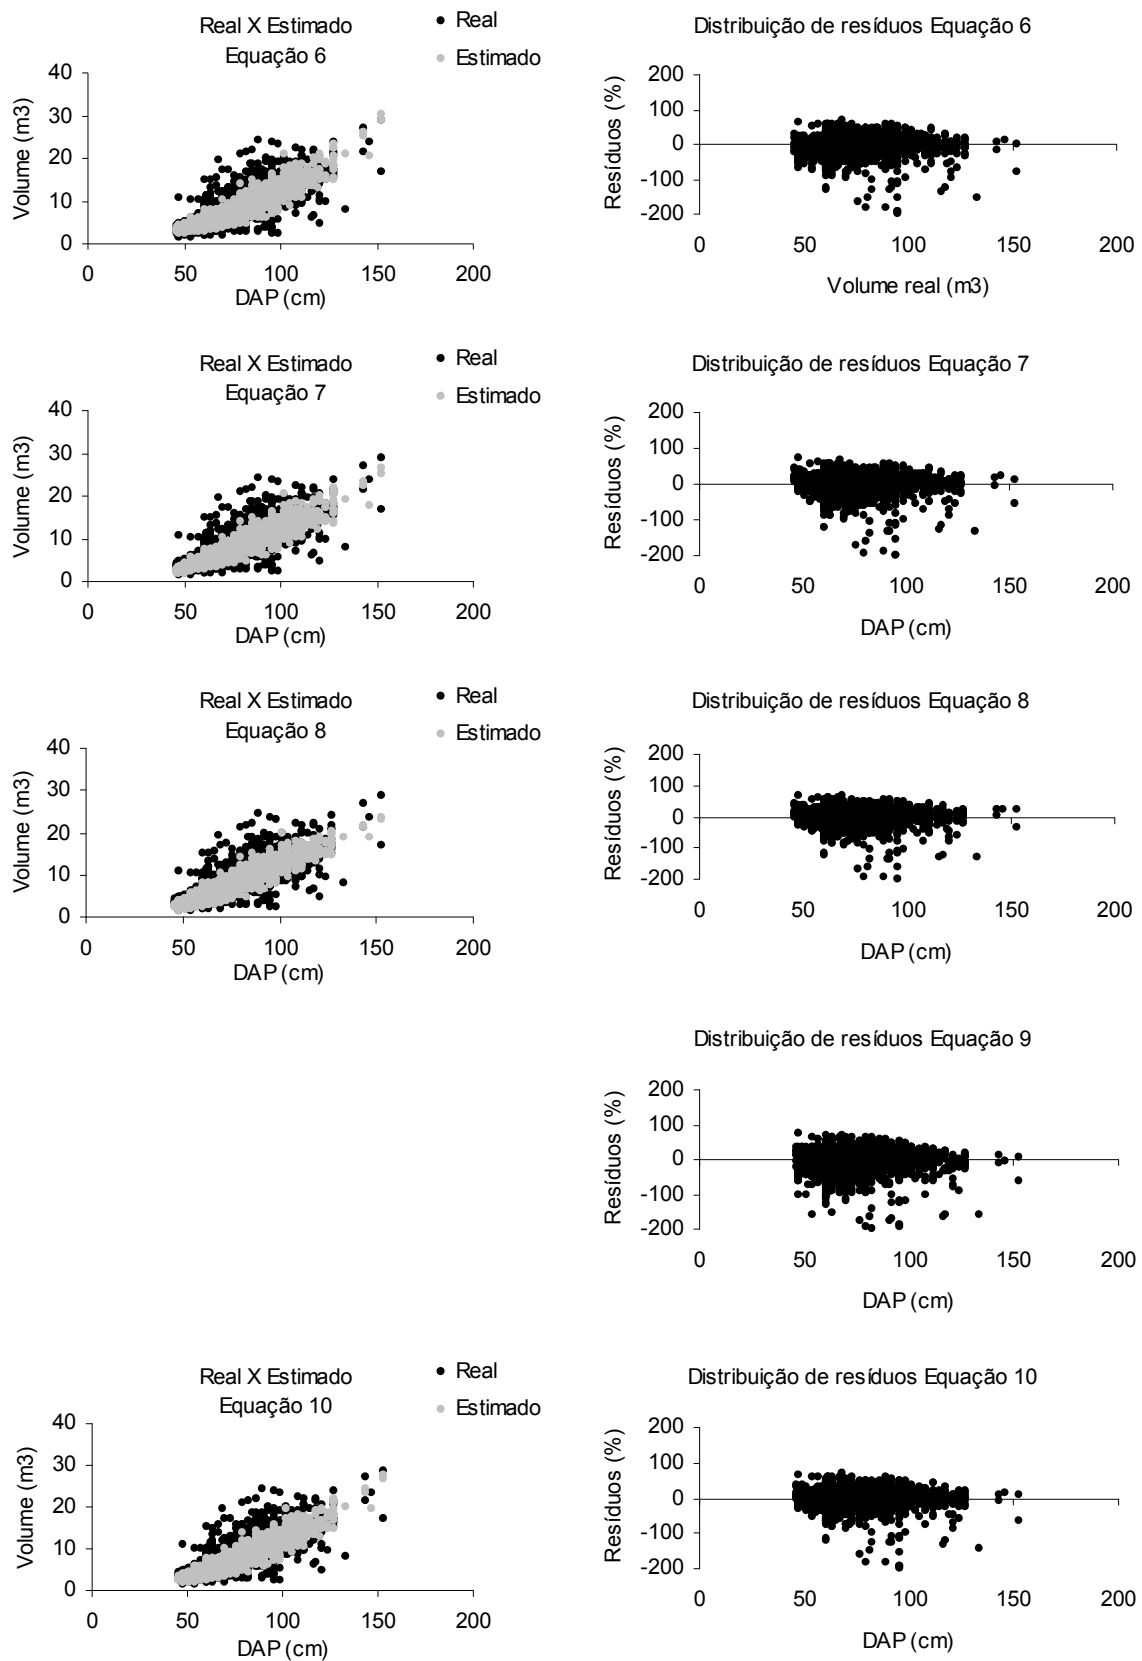 Real X Estimado
Equação 6
Real
Estimado
Volume (m3)
40
30
20
10
0
0 50 100 150 200
DAP (cm)
Distribuição de resíduos Equação 6
Resíduos (%)
200
100
0
-100
-200
0 50 100 150 200
Volume real (m3)
Real X Estimado
Equação 7
Real
Estimado
Volume (m3)
40
30
20
10
0
0 50 100 150 200
DAP (cm)
Distribuição de resíduos Equação 7
Resíduos (%)
200
100
0
-100
-200
0 50 100 150 200
DAP (cm)
Real X Estimado
Equação 8
Real
Estimado
Volume (m3)
40
30
20
10
0
0 50 100 150 200
DAP (cm)
Distribuição de resíduos Equação 8
Resíduos (%)
200
100
0
-100
-200
0 50 100 150 200
DAP (cm)
Distribuição de resíduos Equação 9
Resíduos (%)
200
100
0
-100
-200
0 50 100 150 200
DAP (cm)
Real X Estimado
Equação 10
Real
Estimado
Volume (m3)
40
30
20
10
0
0 50 100 150 200
DAP (cm)
Distribuição de resíduos Equação 10
Resíduos (%)
200
100
0
-100
-200
0 50 100 150 200
DAP (cm)